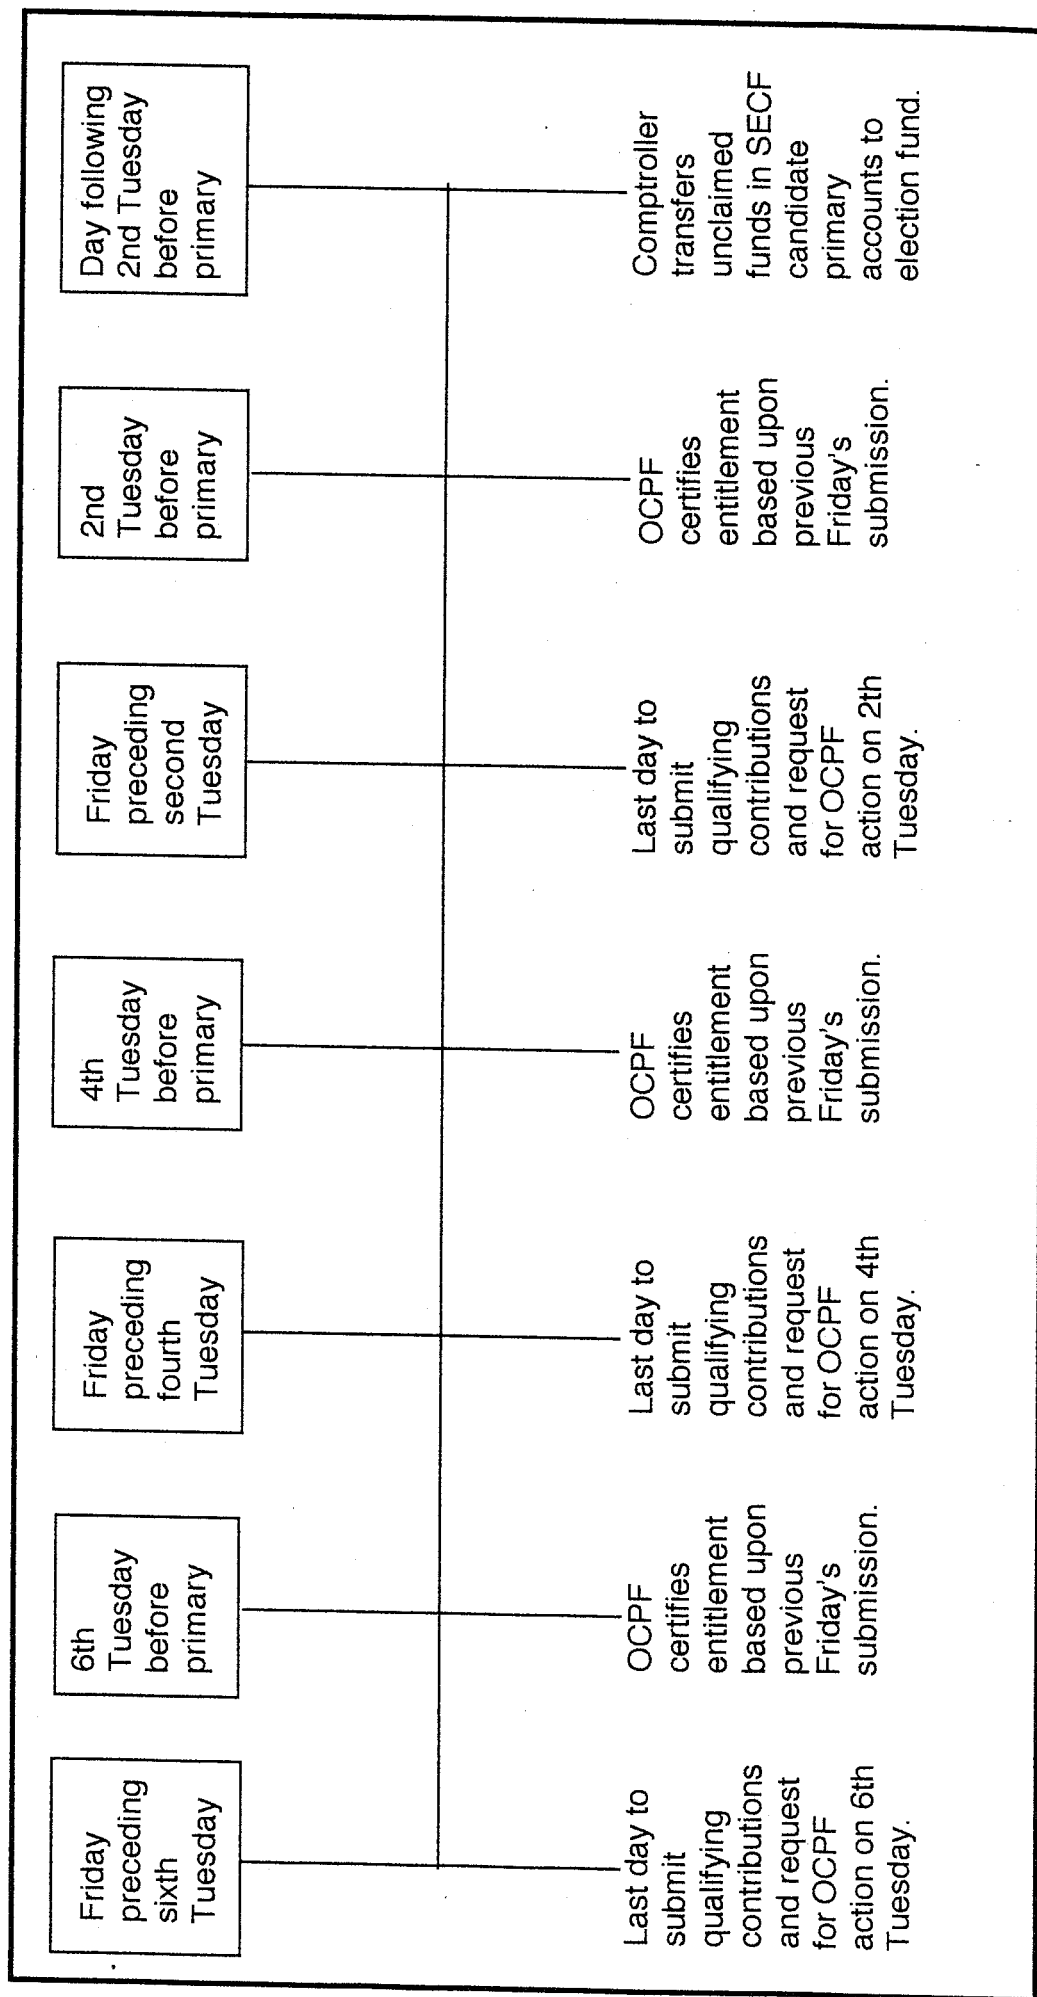 Friday
preceding
sixth
Tuesday
Last day to
submit
qualifying
contributions
and request
for OCPF
action on 6th
Tuesday.
6th
Tuesday
before
primary
OCPF
certifies
entitlement
based upon
previous
Friday's
submission.
Friday
preceding
fourth
Tuesday
Last day to
submit
qualifying
contributions
and request
for OCPF
action on 4th
Tuesday.
4th
Tuesday
before
primary
OCPF
certifies
entitlement
based upon
previous
Friday's
submission.
Friday
preceding
second
Tuesday
Last day to
submit
qualifying
contributions
and request
for OCPF
action on 2th
Tuesday.
2nd
Tuesday
before
primary
OCPF
certifies
entitlement
based upon
previous
Friday's
submission.
Day following
2nd Tuesday
before
primary
Comptroller
transfers
unclaimed
funds in SECF
candidate
primary
accounts to
election fund.